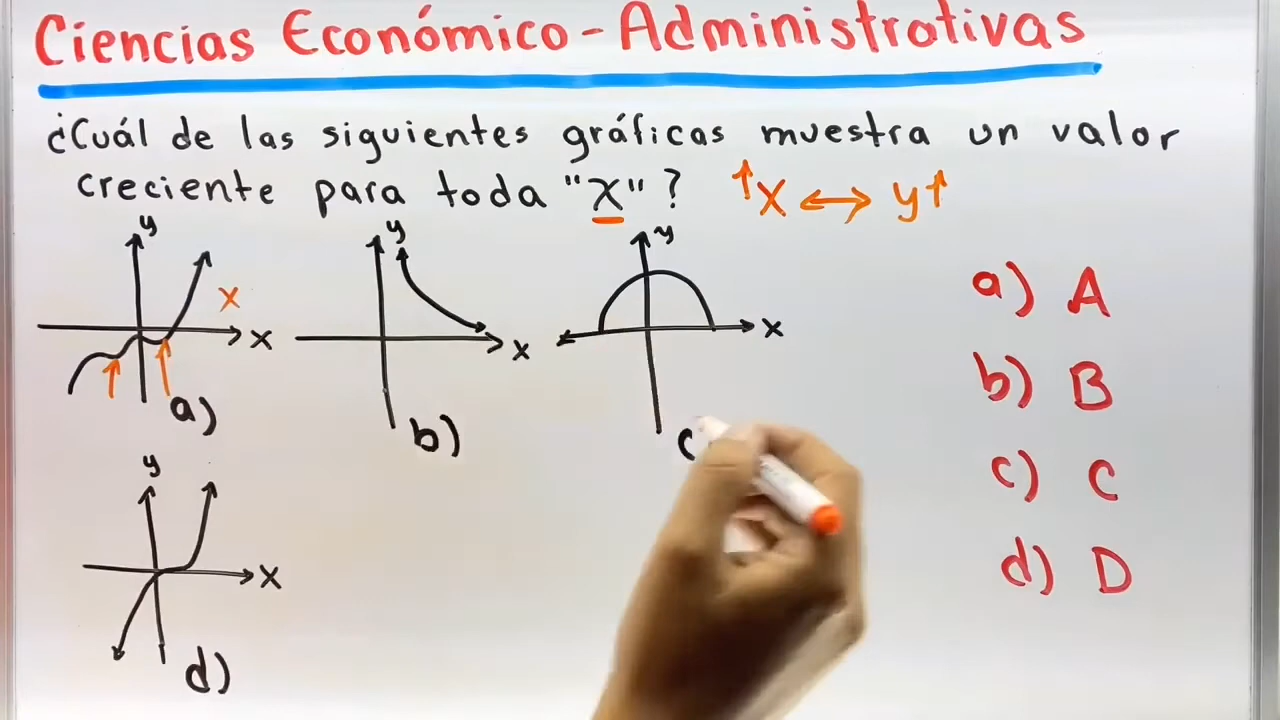 Ciencias Económico-Administrativas
¿Cuál de las siguientes gráficas muestra un valor
creciente para toda "X"? ↑X ↔ y↑
y
x
X
a)
y
x
b)
y
x
c
y
x
d)
a) A
b) B
c) C
d) D